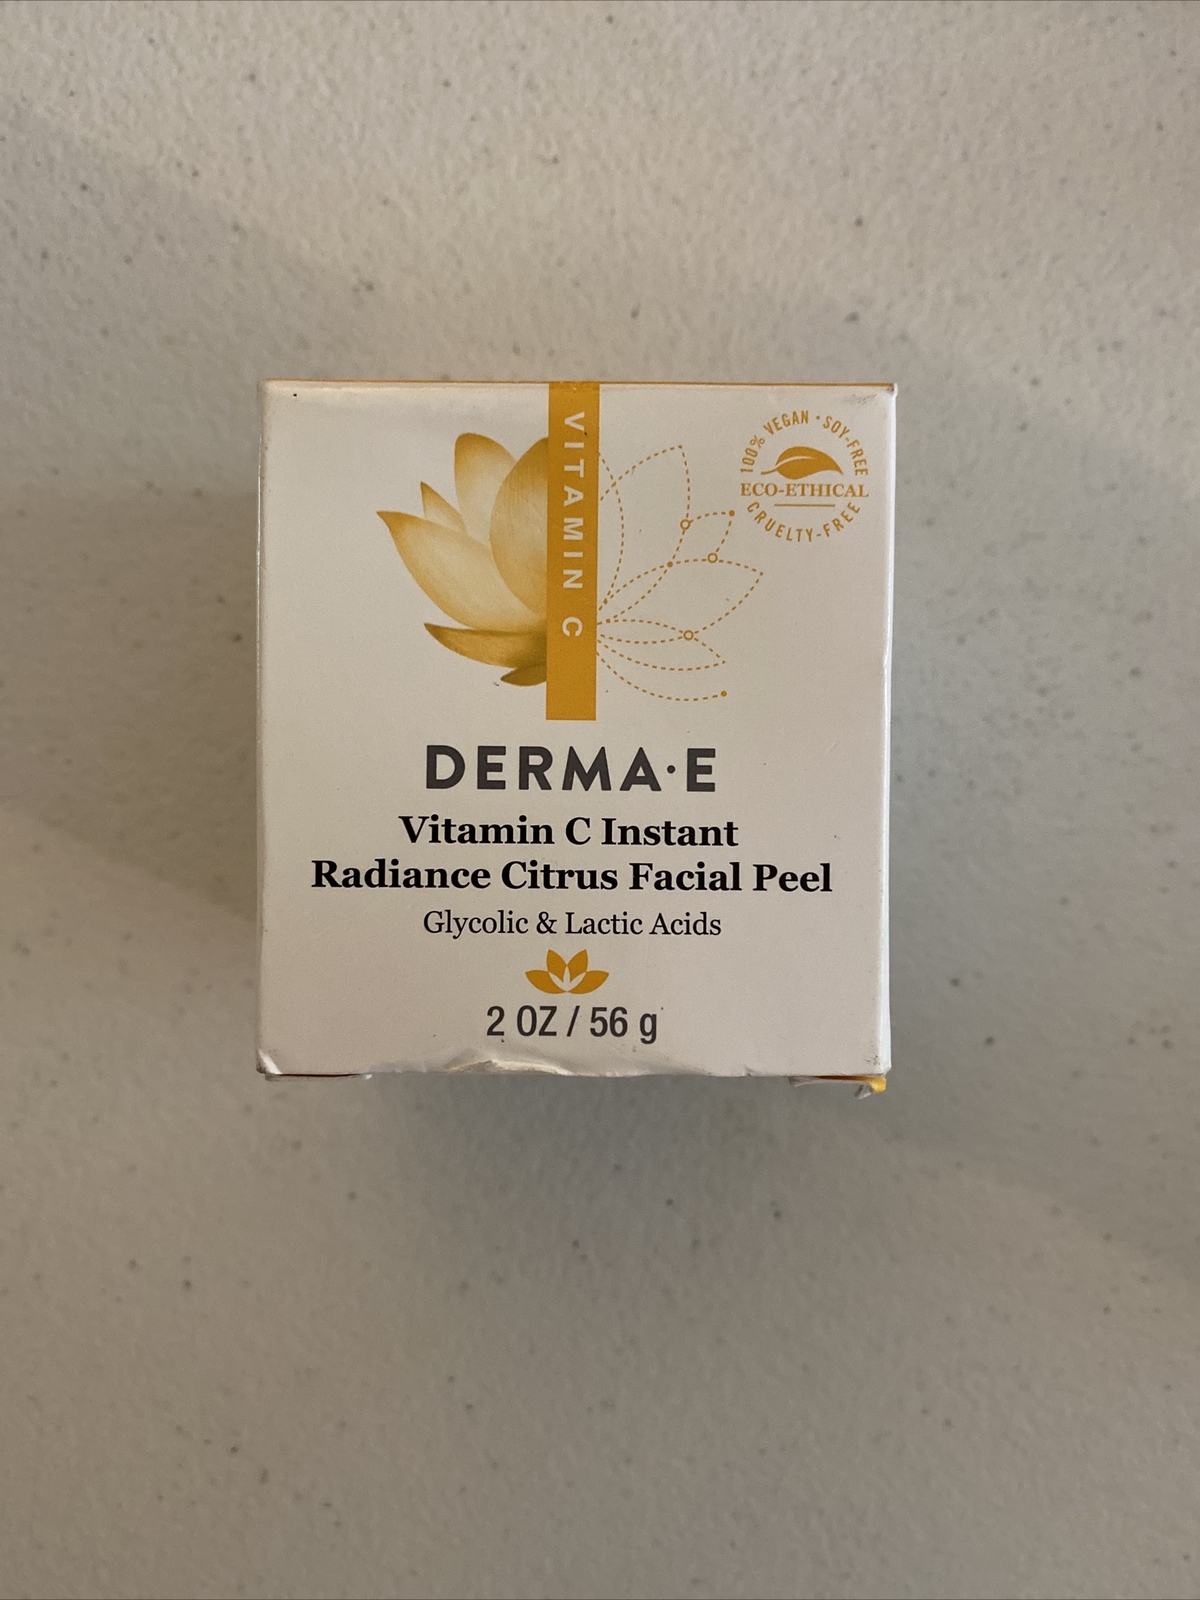 VITAMIN C
100% VEGAN · SOY-FREE
ECO-ETHICAL
CRUELTY-FREE
DERMA·E
Vitamin C Instant
Radiance Citrus Facial Peel
Glycolic & Lactic Acids
2 OZ / 56 g